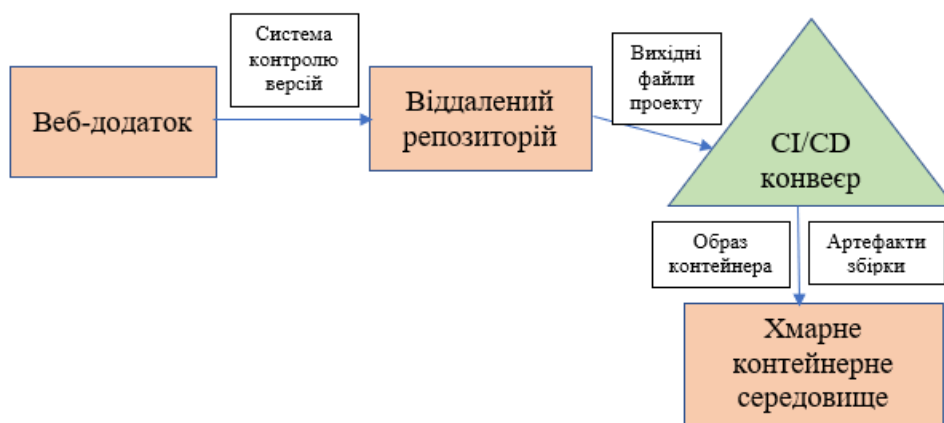 Веб-додаток
Система
контролю
версій
Віддалений
репозиторій
Вихідні
файли
проекту
CI/CD
конвеєр
Образ
контейнера
Артефакти
збірки
Хмарне
контейнерне
середовище